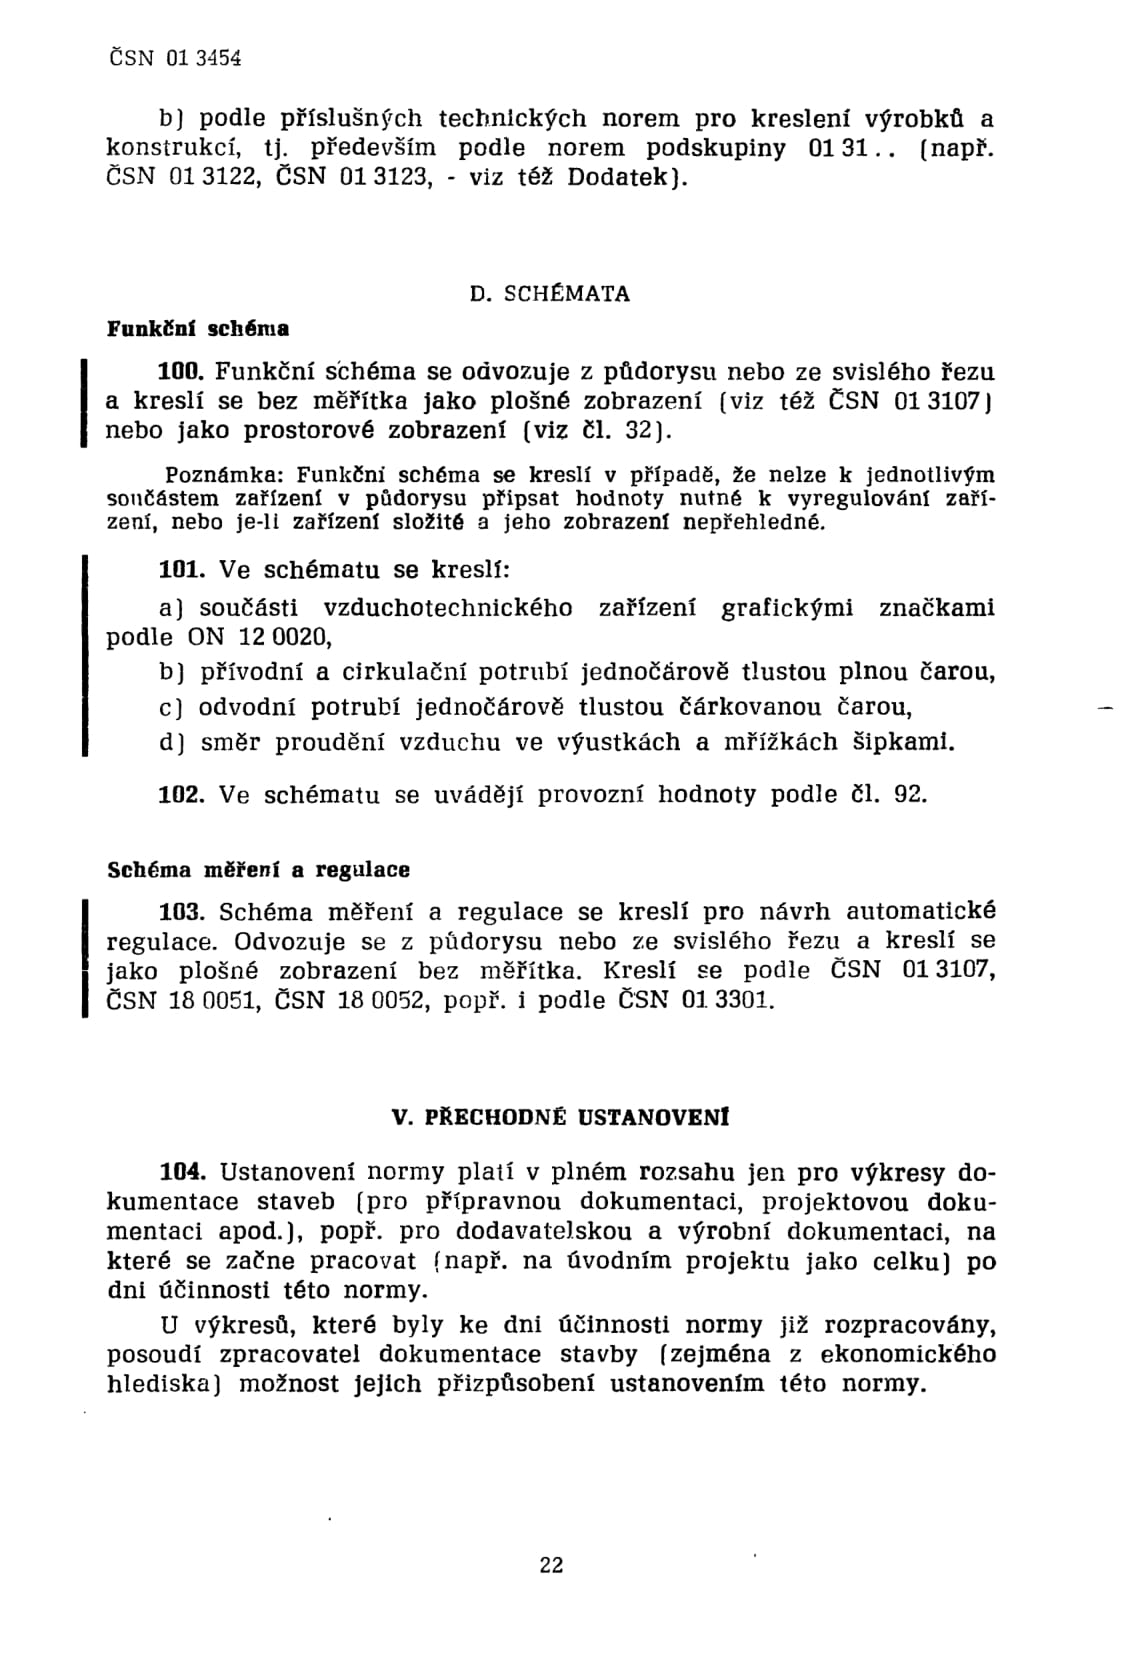 ČSN 01 3454
b) podle příslušných technických norem pro kreslení výrobků a
konstrukcí, tj. především podle norem podskupiny 01 31 . . (např.
ČSN 01 3122, ČSN 01 3123, - viz též Dodatek).
D. SCHÉMATA
Funkční schéma
100. Funkční schéma se odvozuje z půdorysu nebo ze svislého řezu
a kreslí se bez měřítka jako plošné zobrazení (viz též ČSN 01 3107)
nebo jako prostorové zobrazení (viz čl. 32).
Poznámka: Funkční schéma se kreslí v případě, že nelze k jednotlivým
součástem zařízení v půdorysu připsat hodnoty nutné k vyregulování zaří-
zení, nebo je-li zařízení složité a jeho zobrazení nepřehledné.
101. Ve schématu se kreslí:
a) součásti vzduchotechnického zařízení grafickými značkami
podle ON 12 0020,
b) přívodní a cirkulační potrubí jednočárově tlustou plnou čarou,
c) odvodní potrubí jednočárově tlustou čárkovanou čarou,
d) směr proudění vzduchu ve výustkách a mřížkách šipkami.
102. Ve schématu se uvádějí provozní hodnoty podle čl. 92.
Schéma měření a regulace
103. Schéma měření a regulace se kreslí pro návrh automatické
regulace. Odvozuje se z půdorysu nebo ze svislého řezu a kreslí se
jako plošné zobrazení bez měřítka. Kreslí se podle ČSN 01 3107,
ČSN 18 0051, ČSN 18 0052, popř. i podle ČSN 01 3301.
V. PŘECHODNÉ USTANOVENÍ
104. Ustanovení normy platí v plném rozsahu jen pro výkresy do-
kumentace staveb (pro přípravnou dokumentaci, projektovou doku-
mentaci apod.), popř. pro dodavatelskou a výrobní dokumentaci, na
které se začne pracovat (např. na úvodním projektu jako celku) po
dni účinnosti této normy.
U výkresů, které byly ke dni účinnosti normy již rozpracovány,
posoudí zpracovatel dokumentace stavby (zejména z ekonomického
hlediska) možnost jejich přizpůsobení ustanovením této normy.
22